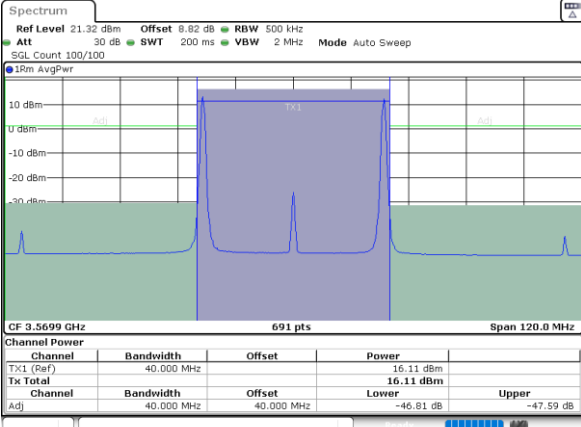 Spectrum
Ref Level 21.32 dBm Offset 8.82 dB RBW 500 kHz
Att 30 dB SWT 200 ms VBW 2 MHz Mode Auto Sweep
SGL Count 100/100
1Rm AvgPwr
10 dBm
TX1
Adj Adj
0 dBm
-10 dBm
-20 dBm
-30 dBm
CF 3.5699 GHz 691 pts Span 120.0 MHz
Channel Power
Channel Bandwidth Offset Power
TX1 (Ref) 40.000 MHz 16.11 dBm
Tx Total 16.11 dBm
Channel Bandwidth Offset Lower Upper
Adj 40.000 MHz 40.000 MHz -46.81 dB -47.59 dB